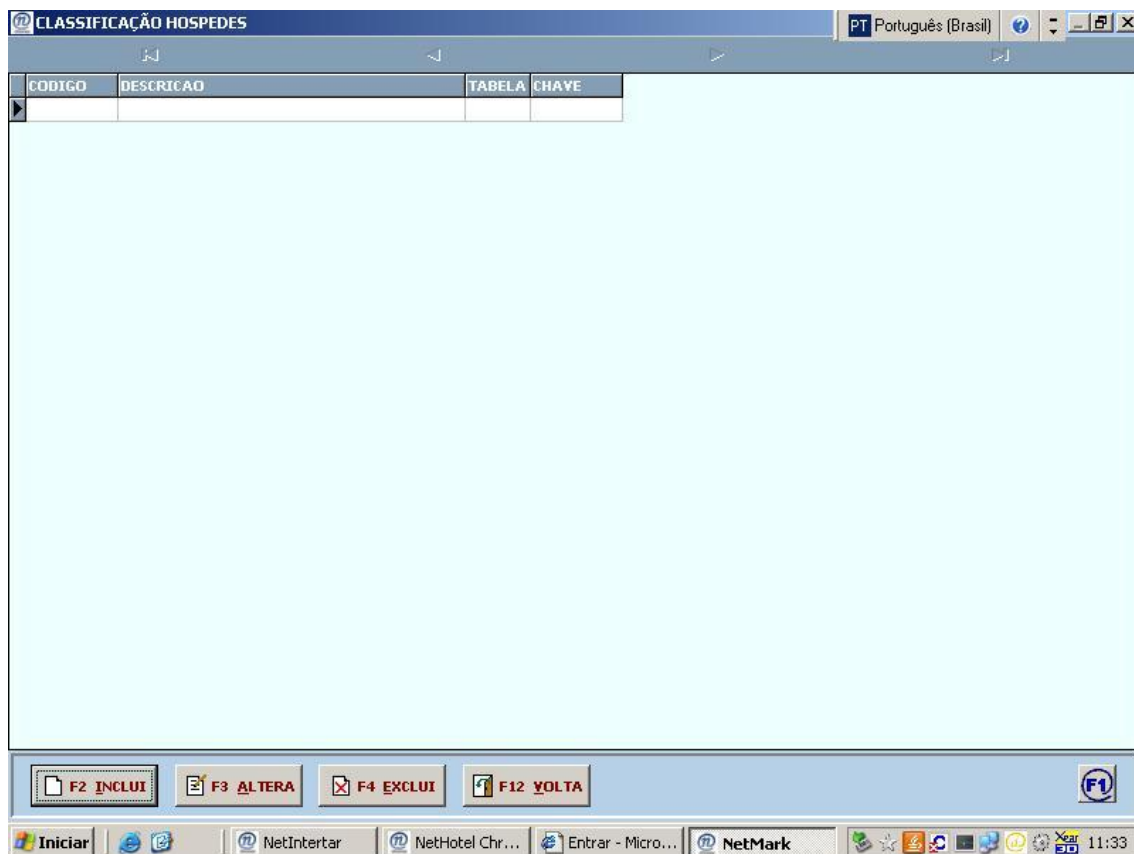 CLASSIFICAÇÃO HOSPEDES
PT Português (Brasil)
CODIGO DESCRICAO TABELA CHAVE
F2 INCLUI F3 ALTERA F4 EXCLUI F12 VOLTA F1
Iniciar NetIntertar NetHotel Chr... Entrar - Micro... NetMark 11:33